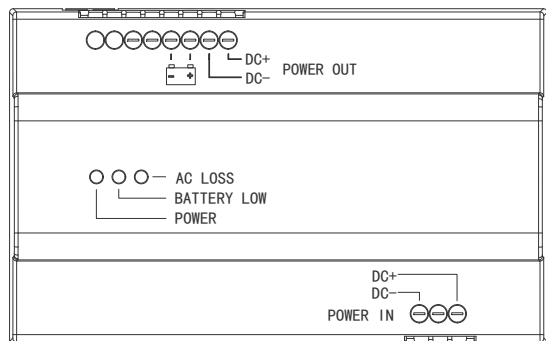 DC+
POWER OUT
DC-
- +
AC LOSS
BATTERY LOW
POWER
DC+
DC-
POWER IN